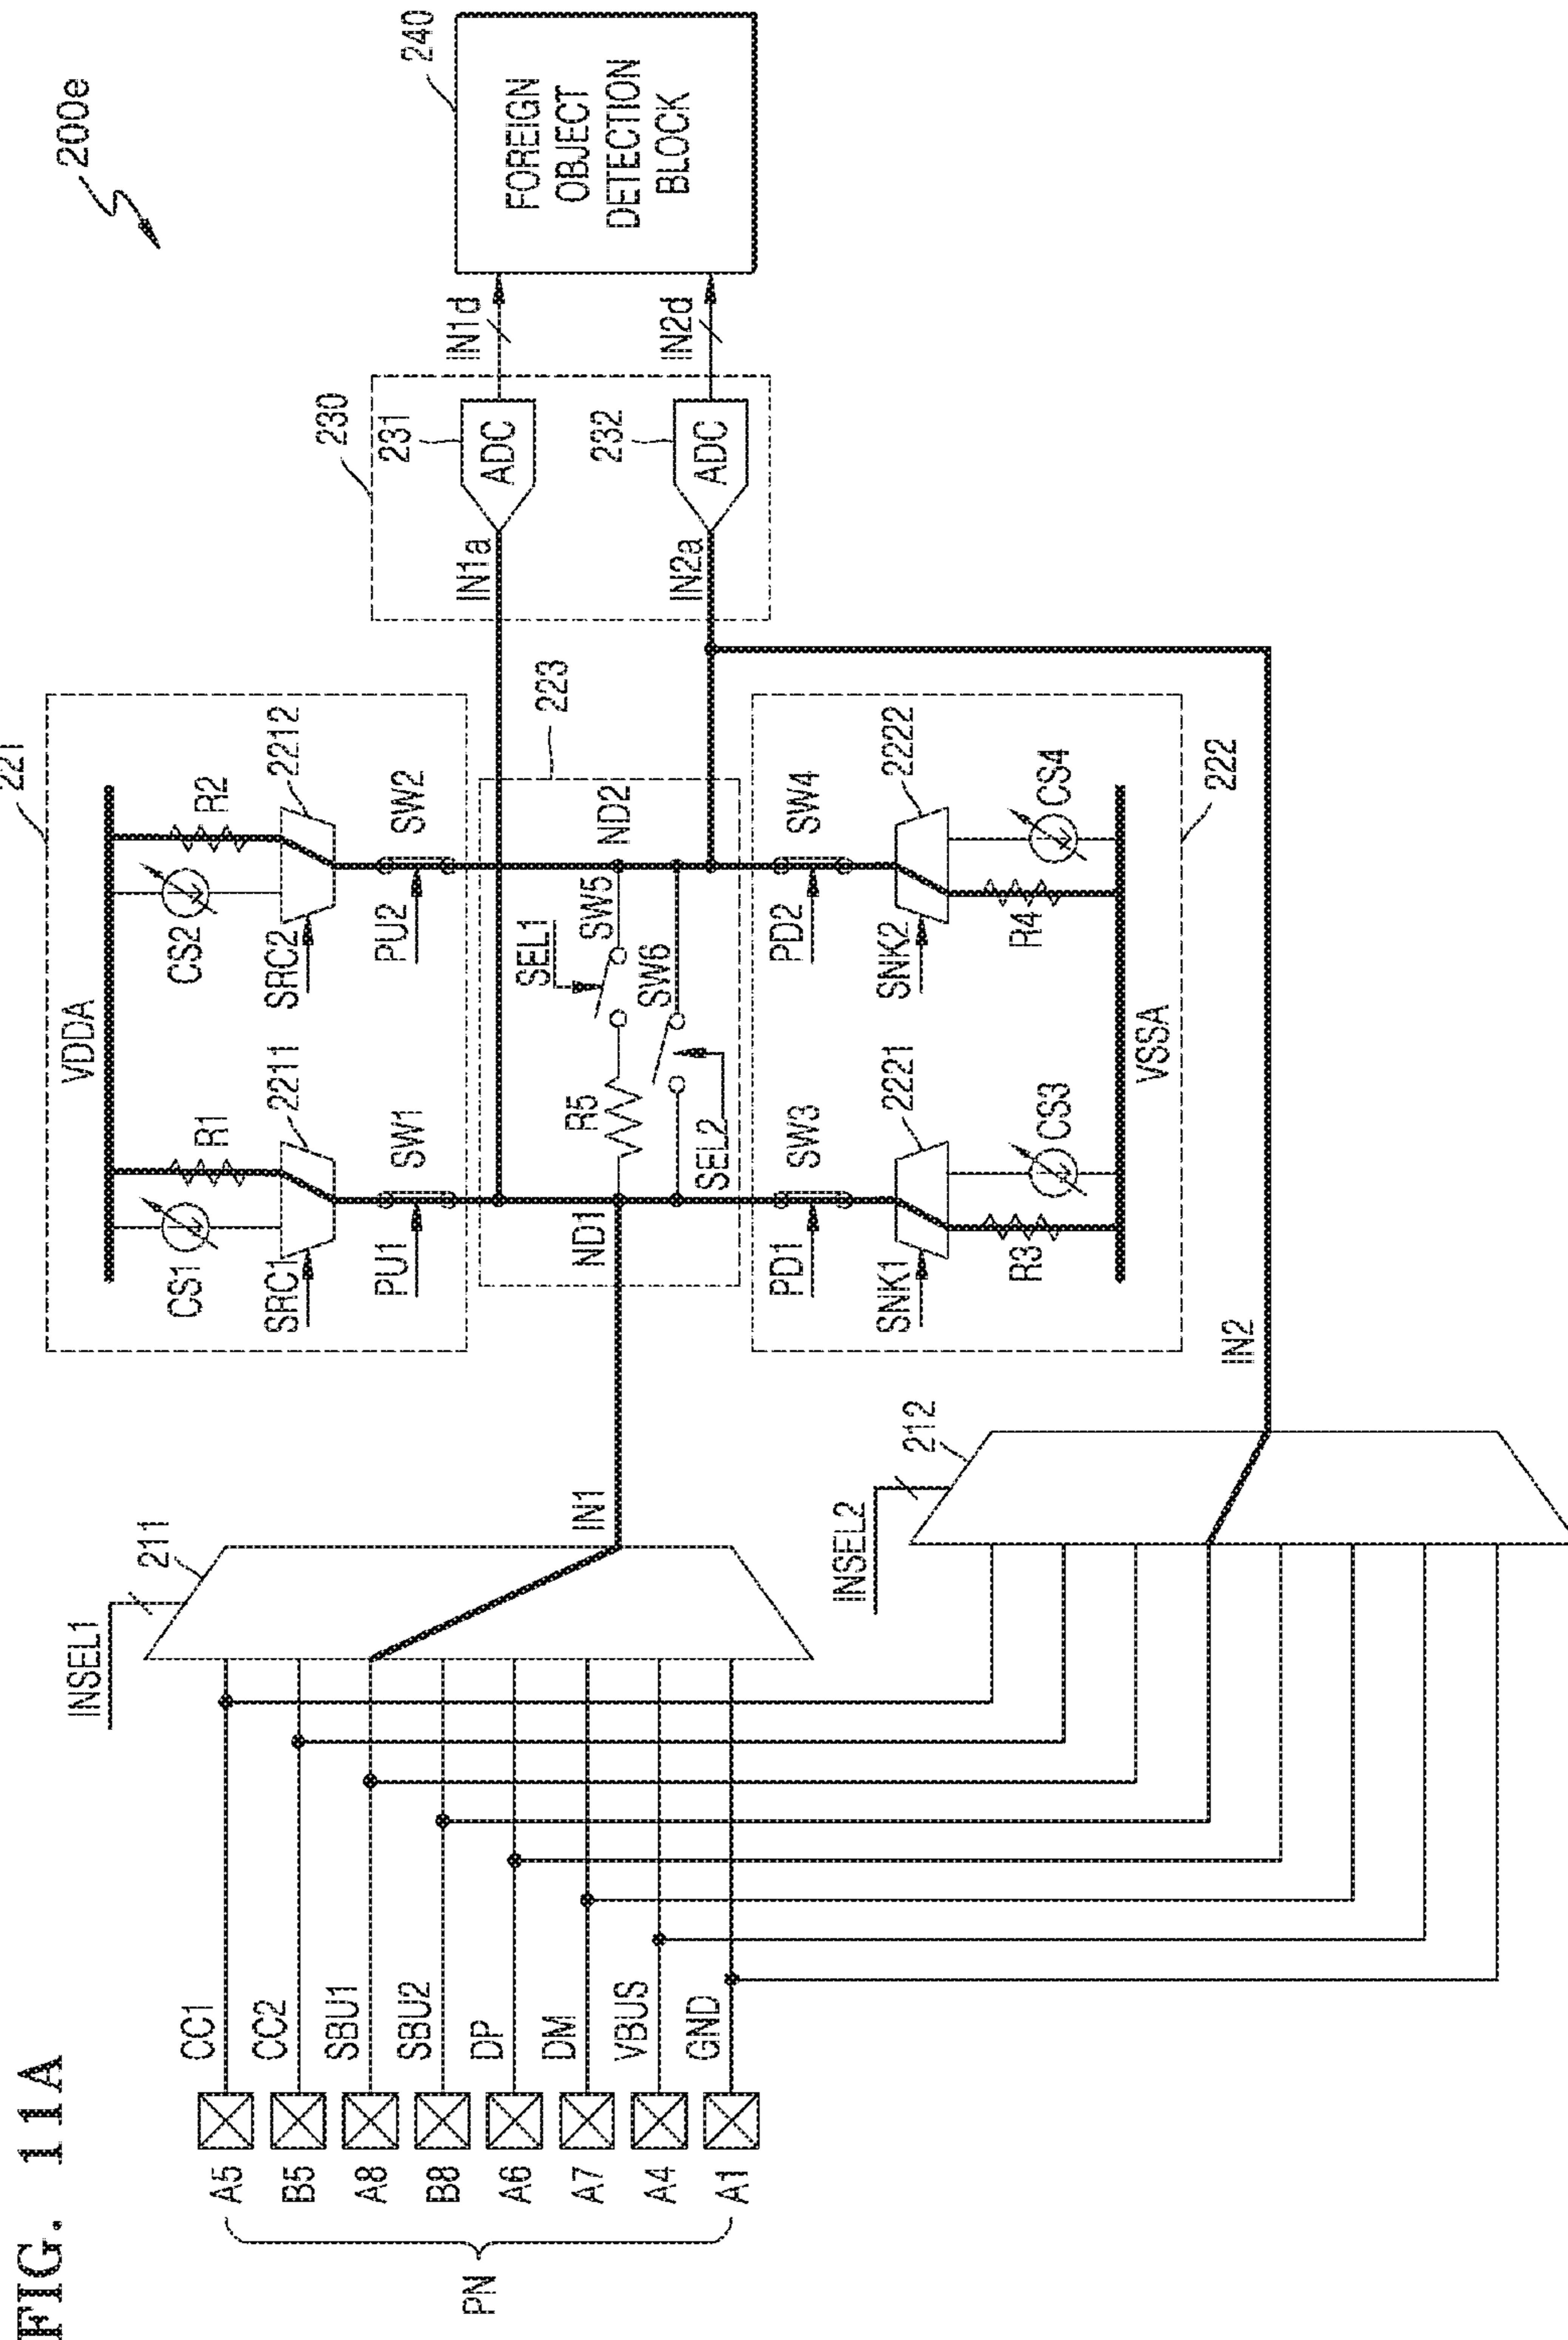 FIG. 11A
200e
221
VDDA
CS1
R1
CS2
R2
SRC1
2211
SRC2
2212
PU1
SW1
PU2
SW2
230
231
240
INSEL1
211
IN1a
ADC
IN1d
FOREIGN
OBJECT
DETECTION
BLOCK
PN
A5
CC1
B5
CC2
A8
SBU1
B8
SBU2
A6
DP
A7
DM
A4
VBUS
A1
GND
IN1
ND1
R5
SEL1
SW5
ND2
223
SW6
SEL2
232
IN2a
ADC
IN2d
PD1
SW3
PD2
SW4
INSEL2
212
SNK1
2221
SNK2
2222
R3
CS3
R4
CS4
VSSA
222
IN2